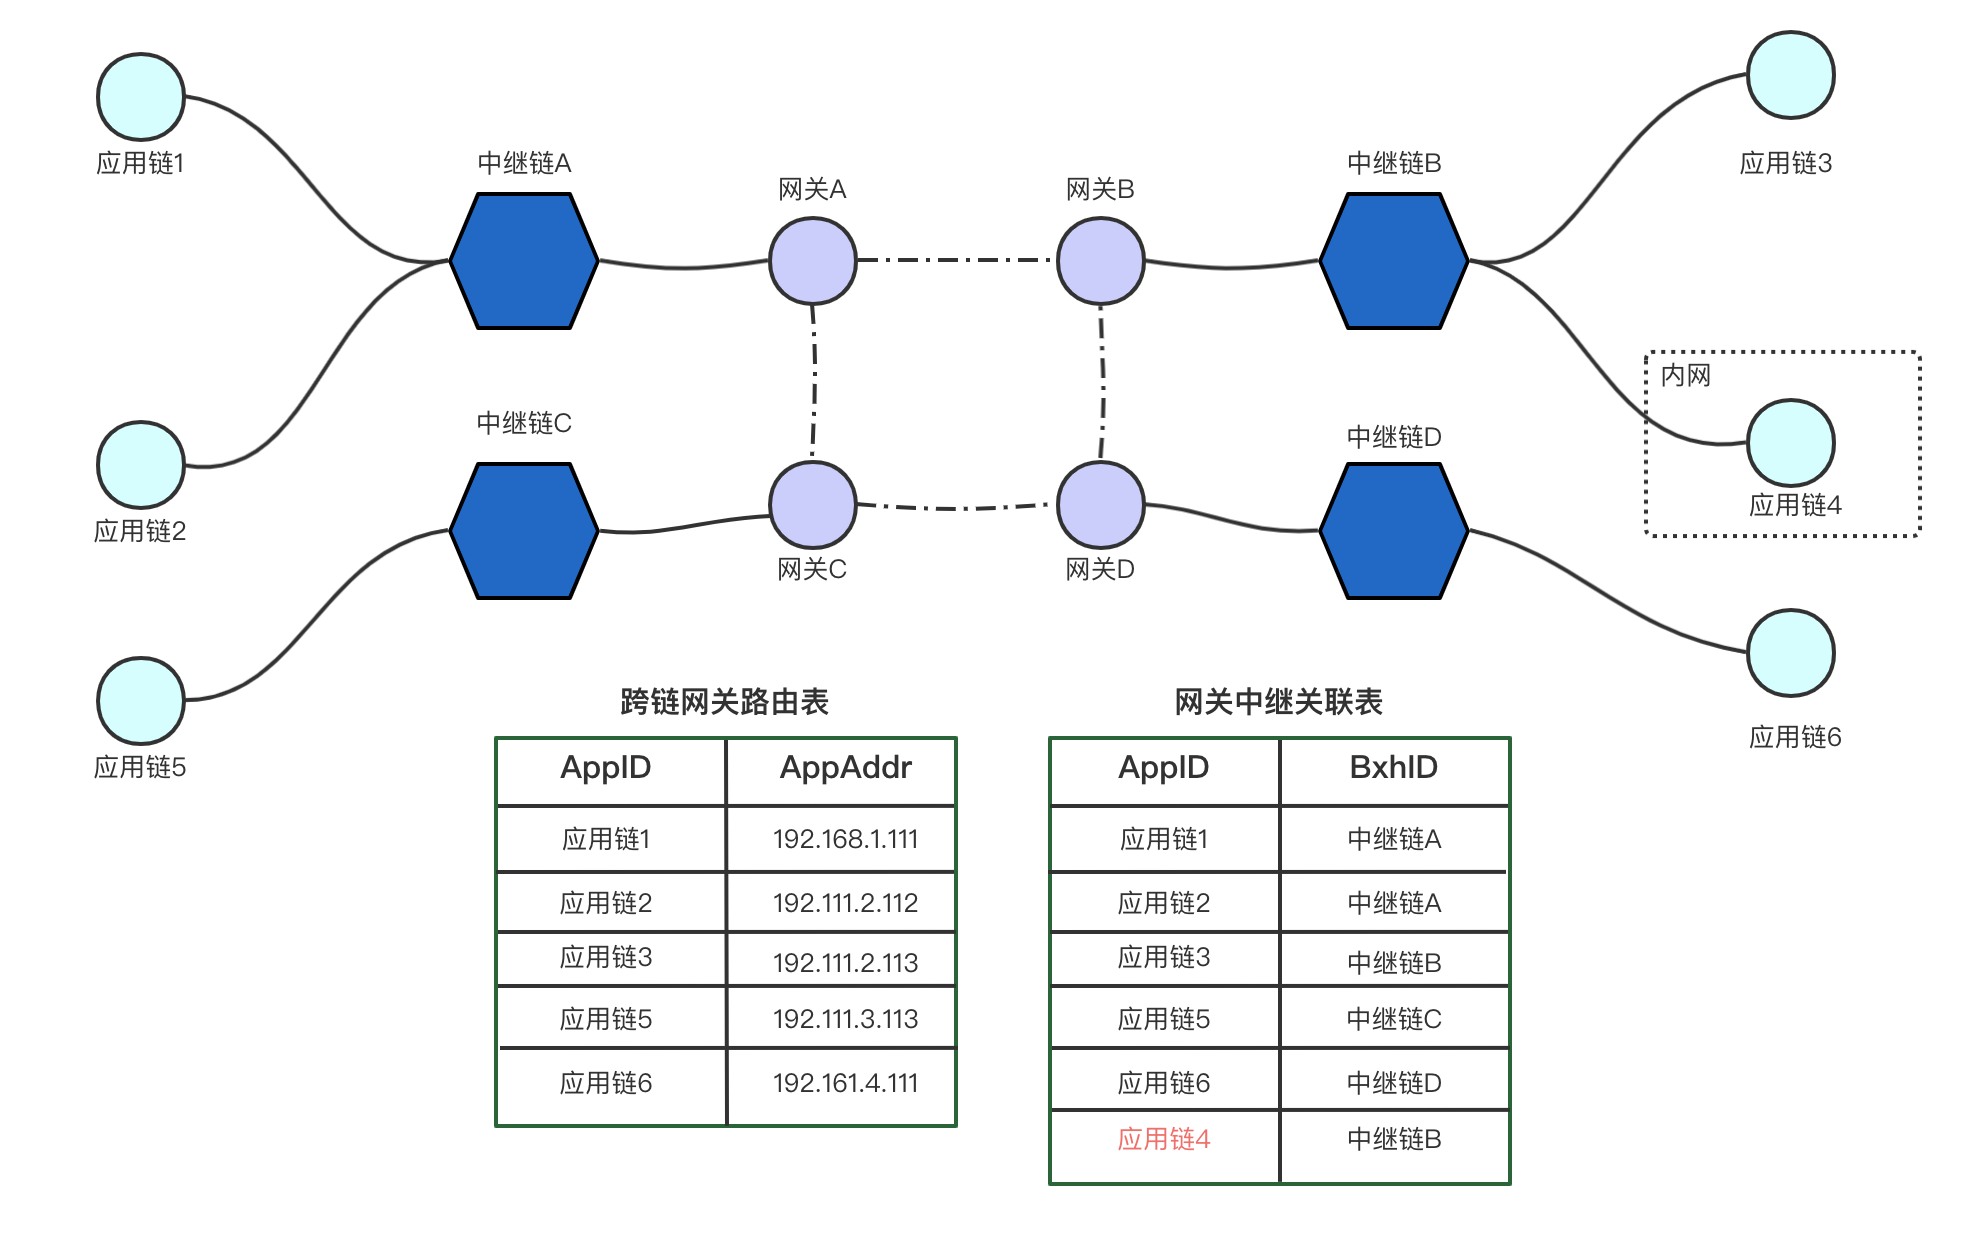 应用链1
中继链A
网关A
网关B
中继链B
应用链3
内网
应用链2
中继链C
中继链D
应用链4
网关C
网关D
应用链5
应用链6
跨链网关路由表
AppID AppAddr
应用链1 192.168.1.111
应用链2 192.111.2.112
应用链3 192.111.2.113
应用链5 192.111.3.113
应用链6 192.161.4.111
网关中继关联表
AppID BxhID
应用链1 中继链A
应用链2 中继链A
应用链3 中继链B
应用链5 中继链C
应用链6 中继链D
应用链4 中继链B